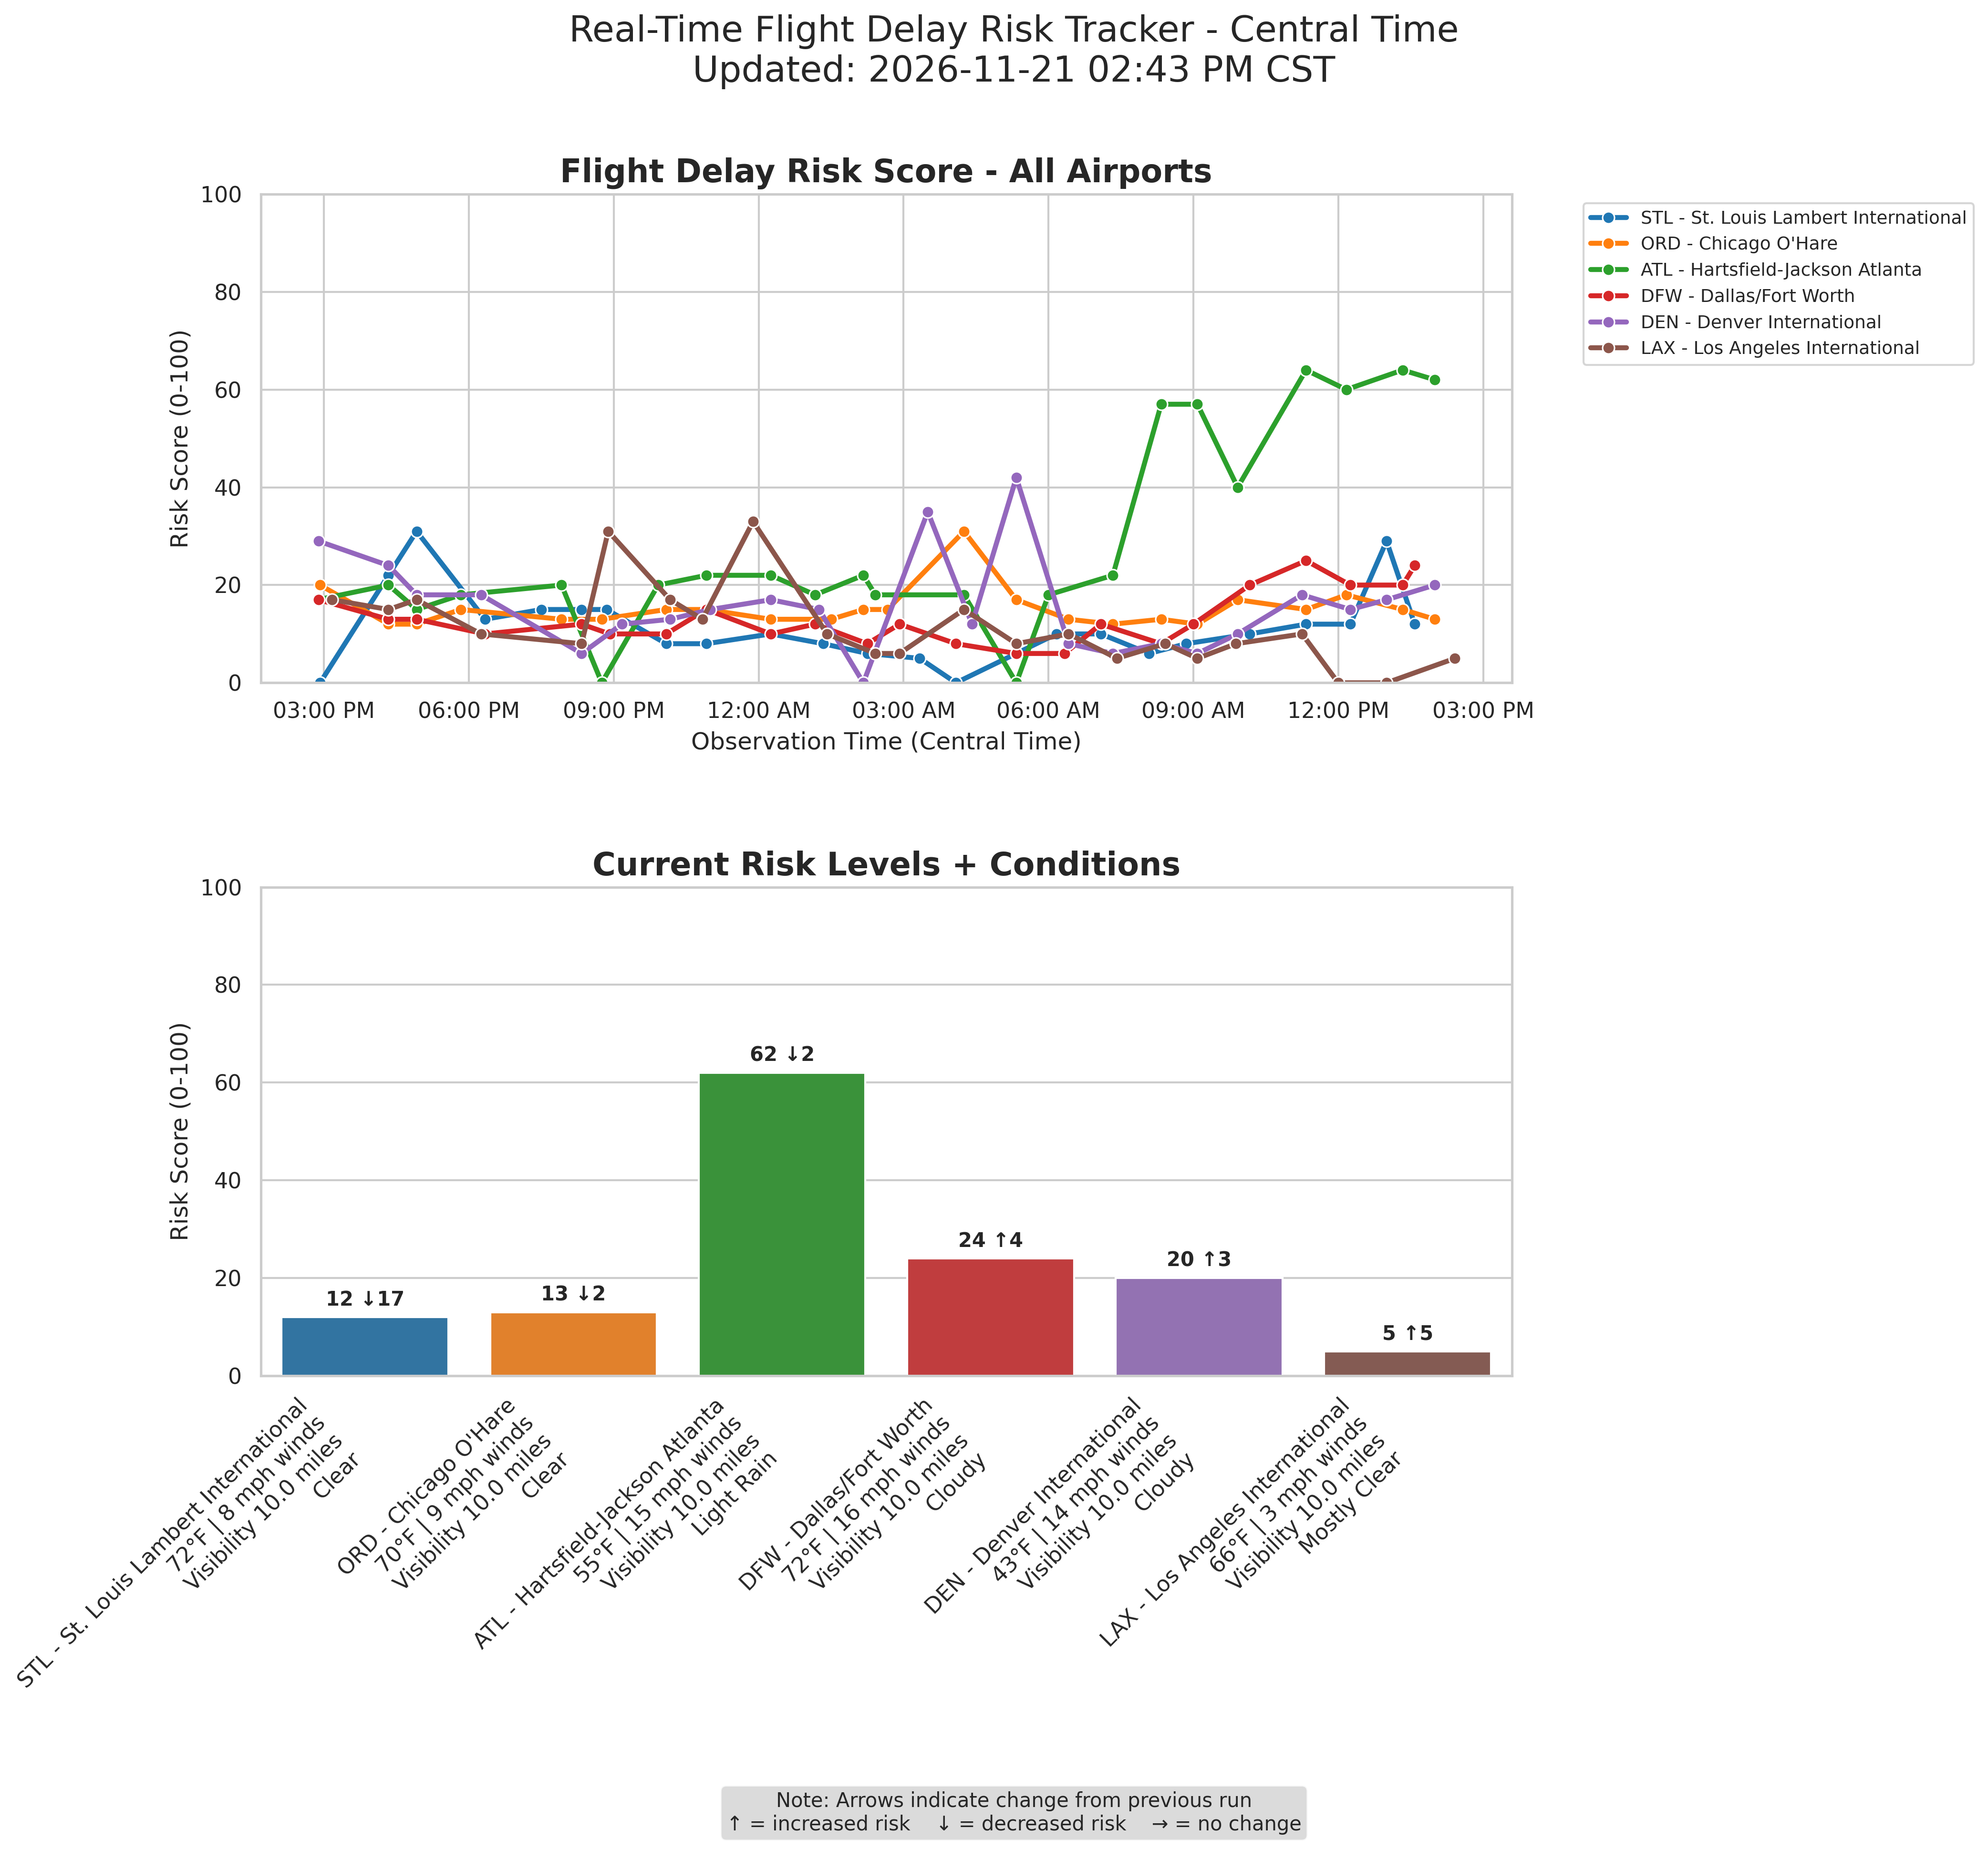 Real-Time Flight Delay Risk Tracker - Central Time
Updated: 2026-11-21 02:43 PM CST
Flight Delay Risk Score - All Airports
Risk Score (0-100)
100
80
60
40
20
0
03:00 PM
06:00 PM
09:00 PM
12:00 AM
03:00 AM
06:00 AM
09:00 AM
12:00 PM
03:00 PM
Observation Time (Central Time)
STL - St. Louis Lambert International
ORD - Chicago O'Hare
ATL - Hartsfield-Jackson Atlanta
DFW - Dallas/Fort Worth
DEN - Denver International
LAX - Los Angeles International
Current Risk Levels + Conditions
Risk Score (0-100)
100
80
60
40
20
0
12 ↓17
13 ↓2
62 ↓2
24 ↑4
20 ↑3
5 ↑5
STL - St. Louis Lambert International
72°F | 8 mph winds
Visibility 10.0 miles
Clear
ORD - Chicago O'Hare
70°F | 9 mph winds
Visibility 10.0 miles
Clear
ATL - Hartsfield-Jackson Atlanta
55°F | 15 mph winds
Visibility 10.0 miles
Light Rain
DFW - Dallas/Fort Worth
72°F | 16 mph winds
Visibility 10.0 miles
Cloudy
DEN - Denver International
43°F | 14 mph winds
Visibility 10.0 miles
Cloudy
LAX - Los Angeles International
66°F | 3 mph winds
Visibility 10.0 miles
Mostly Clear
Note: Arrows indicate change from previous run
↑ = increased risk    ↓ = decreased risk    → = no change